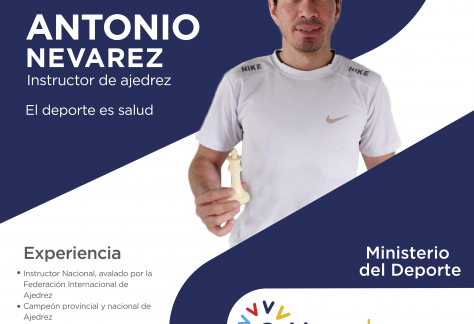 ANTONIO
NEVAREZ
Instructor de ajedrez
El deporte es salud
NIKE
NIKE
Experiencia
Instructor Nacional, avalado por la
Federación Internacional de
Ajedrez
Campeón provincial y nacional de
Ajedrez
Ministerio
del Deporte